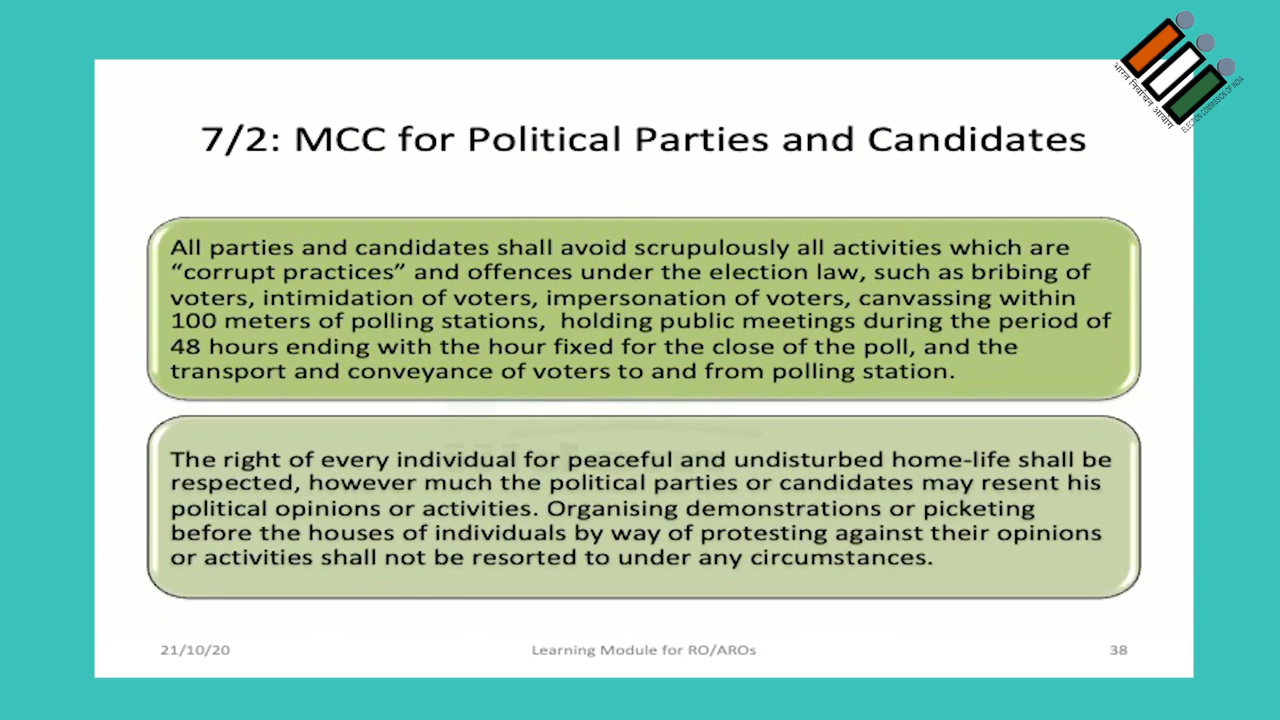 भारत निर्वाचन आयोग
ELECTION COMMISSION OF INDIA
7/2: MCC for Political Parties and Candidates
All parties and candidates shall avoid scrupulously all activities which are
“corrupt practices” and offences under the election law, such as bribing of
voters, intimidation of voters, impersonation of voters, canvassing within
100 meters of polling stations,  holding public meetings during the period of
48 hours ending with the hour fixed for the close of the poll, and the
transport and conveyance of voters to and from polling station.
The right of every individual for peaceful and undisturbed home-life shall be
respected, however much the political parties or candidates may resent his
political opinions or activities. Organising demonstrations or picketing
before the houses of individuals by way of protesting against their opinions
or activities shall not be resorted to under any circumstances.
21/10/20
Learning Module for RO/AROs
38